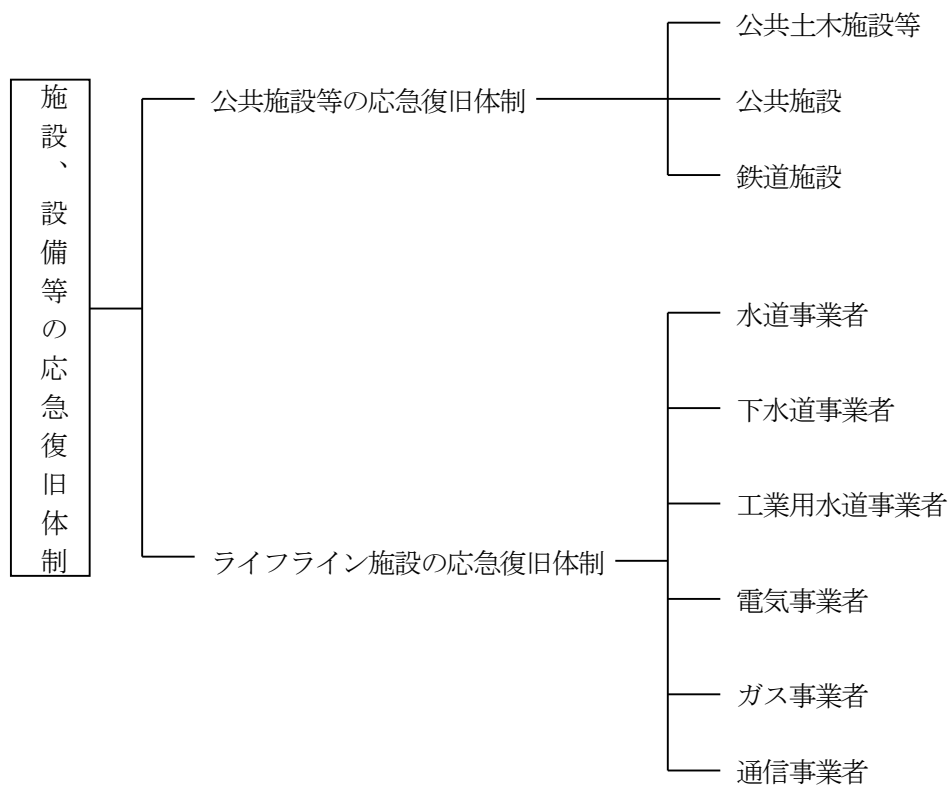 施設、設備等の応急復旧体制
公共施設等の応急復旧体制
公共土木施設等
公共施設
鉄道施設
ライフライン施設の応急復旧体制
水道事業者
下水道事業者
工業用水道事業者
電気事業者
ガス事業者
通信事業者